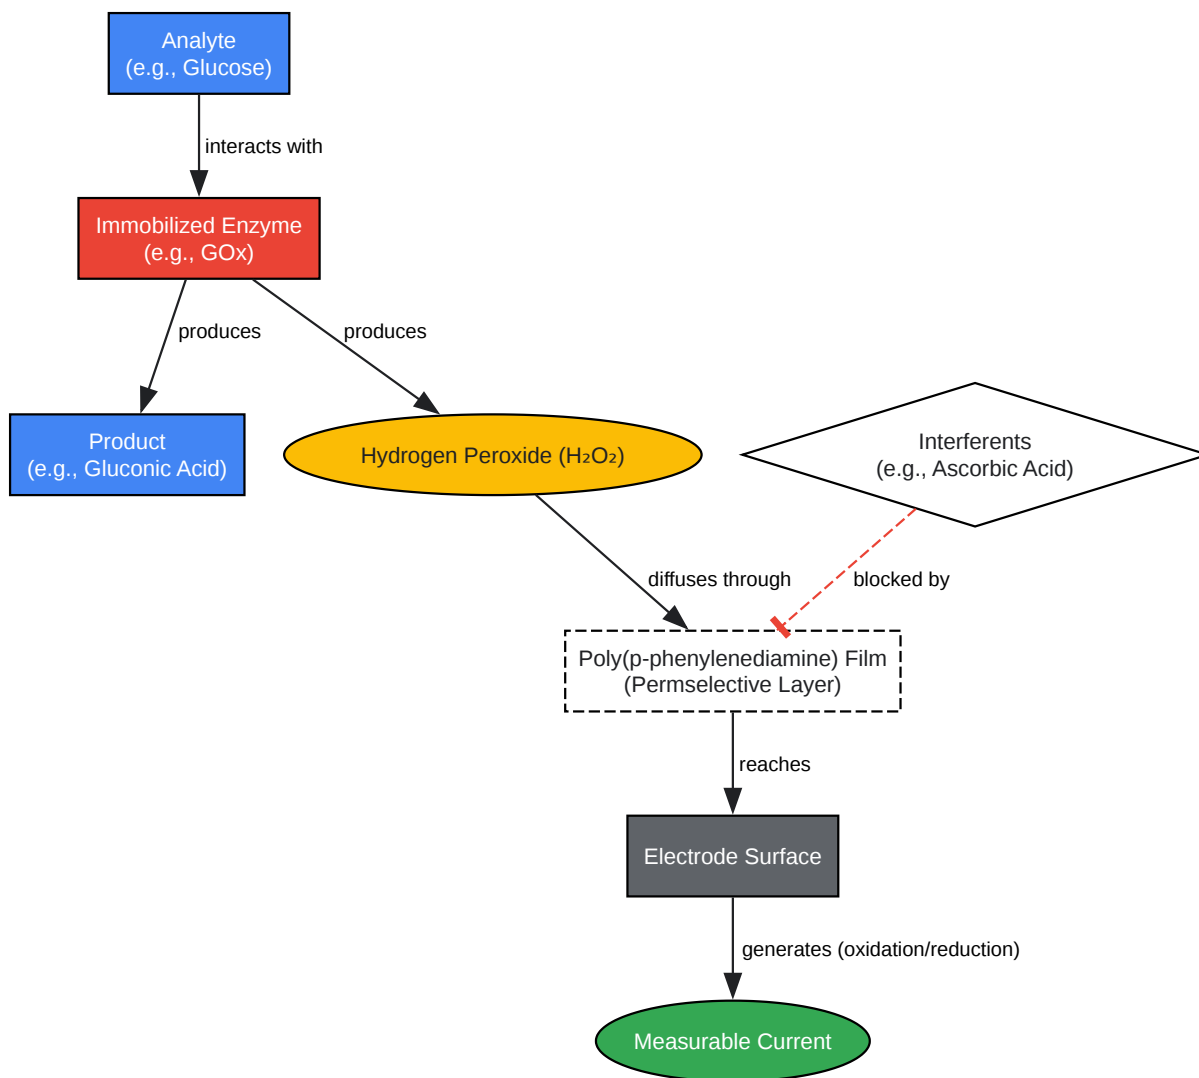 Analyte
(e.g., Glucose)
interacts with
Immobilized Enzyme
(e.g., GOx)
produces
produces
Product
(e.g., Gluconic Acid)
Hydrogen Peroxide (H₂O₂)
Interferents
(e.g., Ascorbic Acid)
diffuses through
blocked by
Poly(p-phenylenediamine) Film
(Permselective Layer)
reaches
Electrode Surface
generates (oxidation/reduction)
Measurable Current